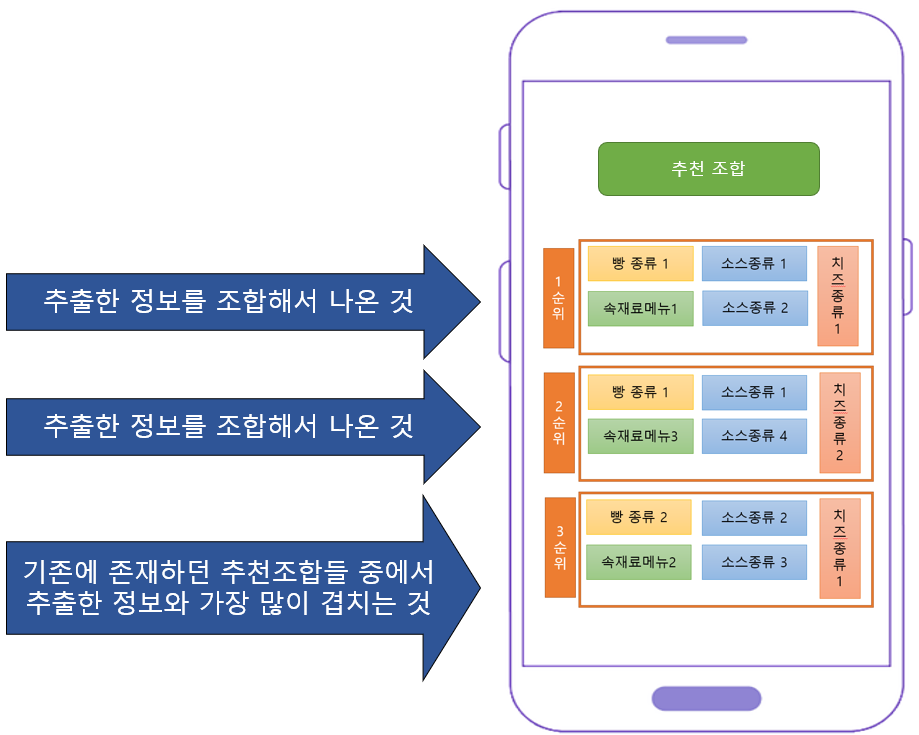 추천 조합
추출한 정보를 조합해서 나온 것
1순위
빵 종류 1
소스종류 1
속재료메뉴1
소스종류 2
치즈종류1
추출한 정보를 조합해서 나온 것
2순위
빵 종류 1
소스종류 1
속재료메뉴3
소스종류 4
치즈종류2
기존에 존재하던 추천조합들 중에서
추출한 정보와 가장 많이 겹치는 것
3순위
빵 종류 2
소스종류 2
속재료메뉴2
소스종류 3
치즈종류1